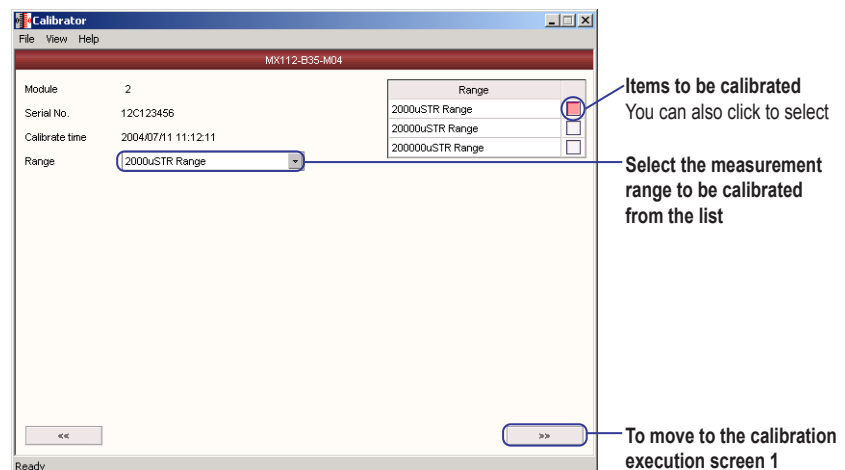 Calibrator
File View Help
MX112-B35-M04
Module 2
Serial No. 12C123456
Calibrate time 2004/07/11 11:12:11
Range 2000uSTR Range
Range
2000uSTR Range
20000uSTR Range
200000uSTR Range
<<
>>
Ready
Items to be calibrated
You can also click to select
Select the measurement
range to be calibrated
from the list
To move to the calibration
execution screen 1